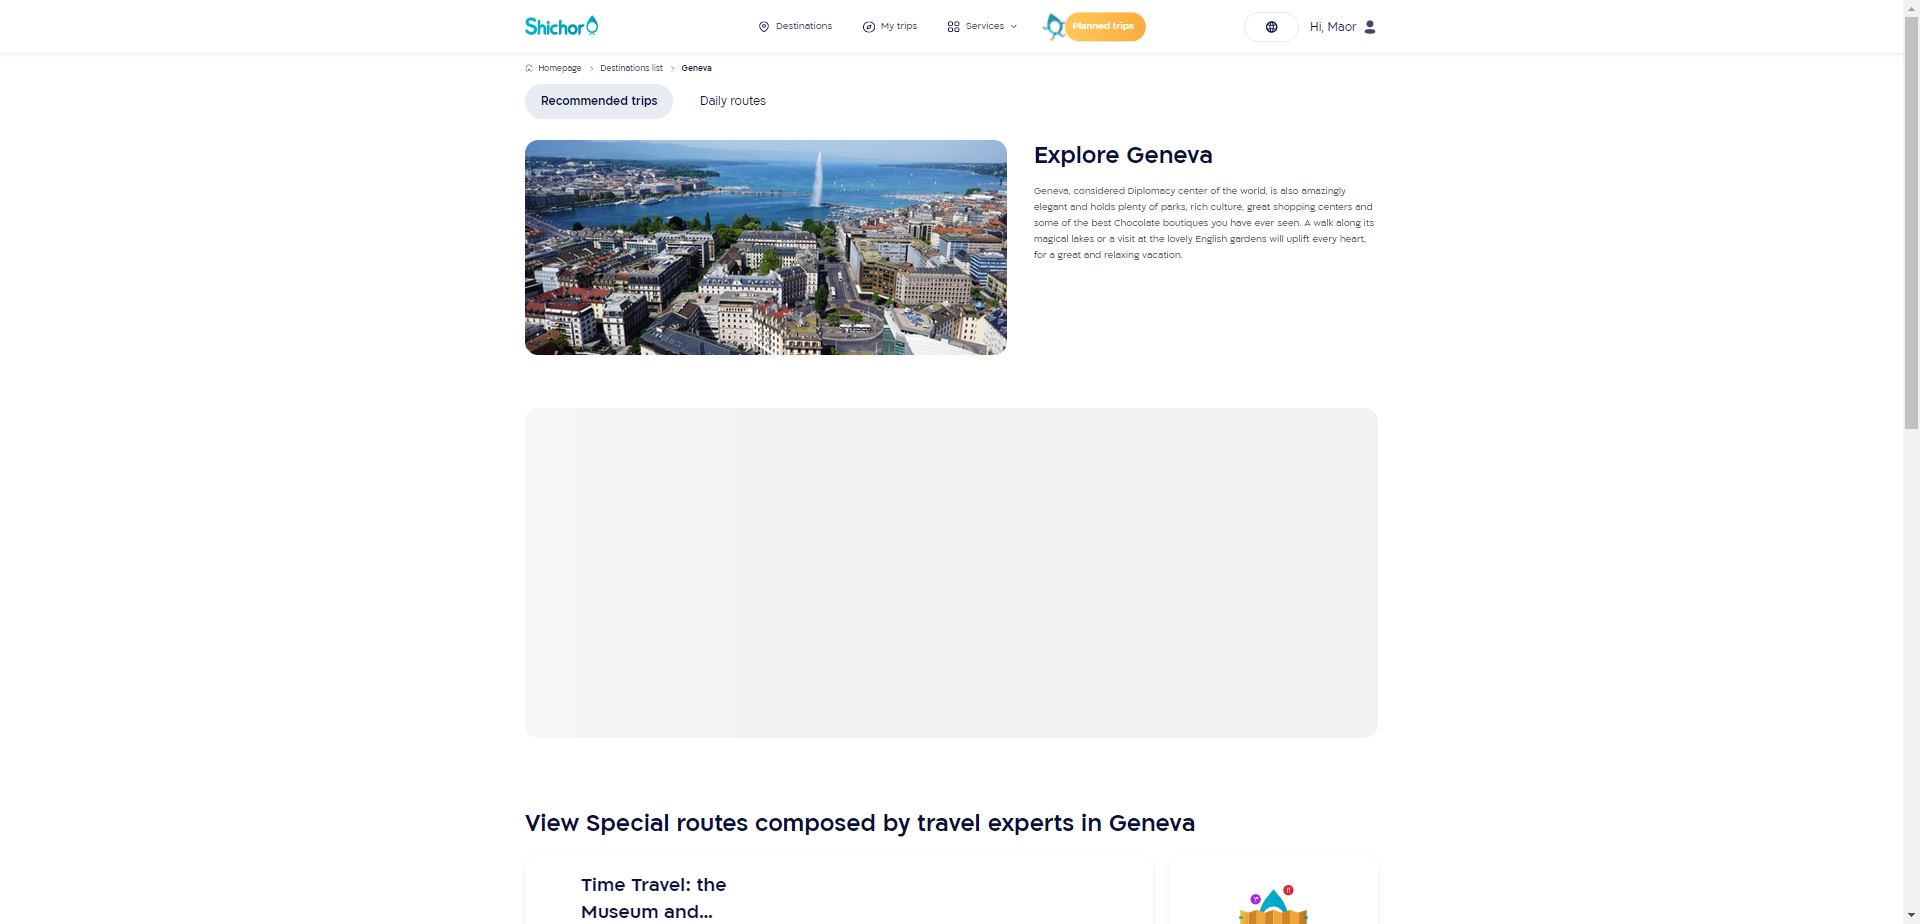 Shichor
Destinations
My trips
Services
Planned trips
Hi, Maor
Homepage > Destinations list > Geneva
Recommended trips
Daily routes
Explore Geneva
Geneva, considered Diplomacy center of the world, is also amazingly
elegant and holds plenty of parks, rich culture, great shopping centers and
some of the best Chocolate boutiques you have ever seen. A walk along its
magical lakes or a visit at the lovely English gardens will uplift every heart,
for a great and relaxing vacation.
View Special routes composed by travel experts in Geneva
Time Travel: the
Museum and...